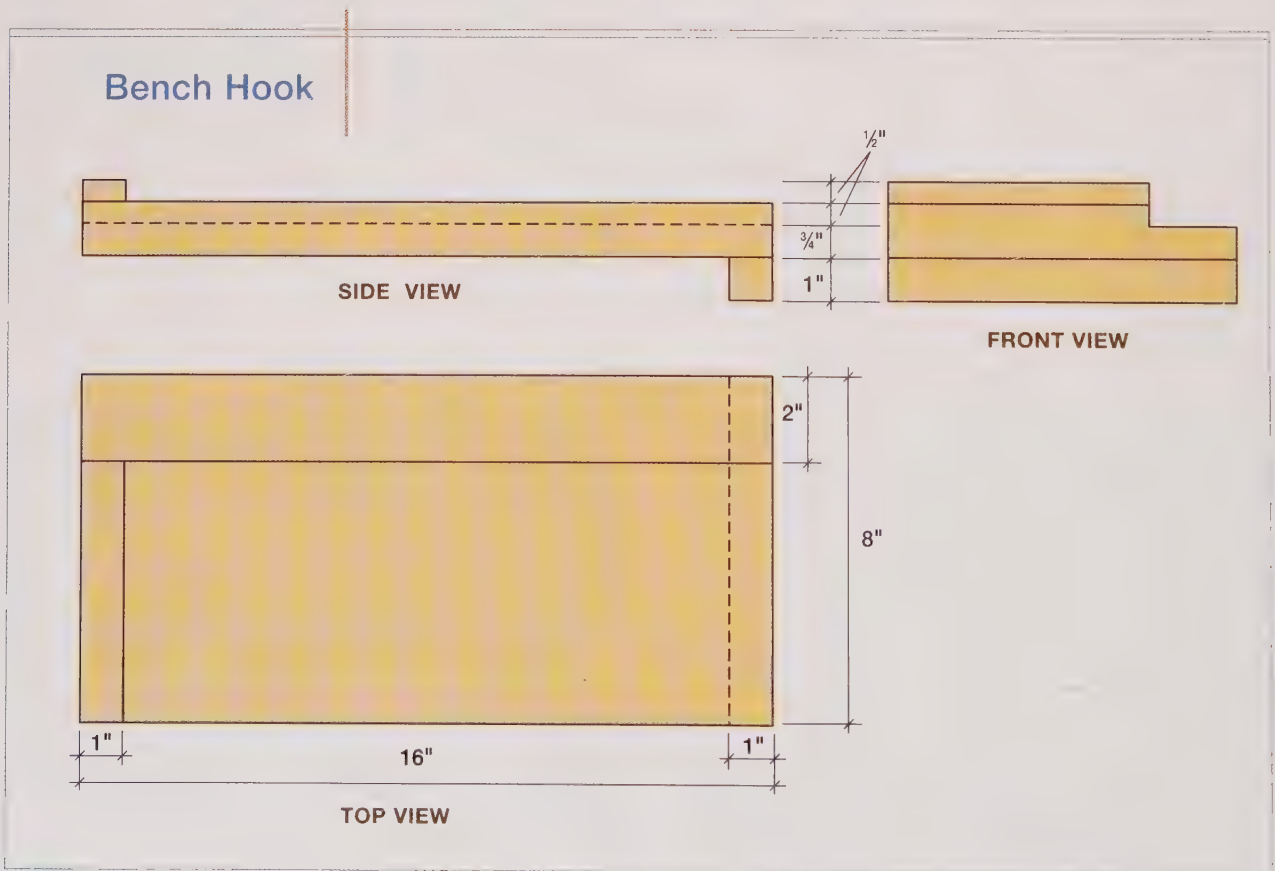 Bench Hook
½"
¾"
1"
SIDE VIEW
FRONT VIEW
2"
8"
1"
16"
1"
TOP VIEW